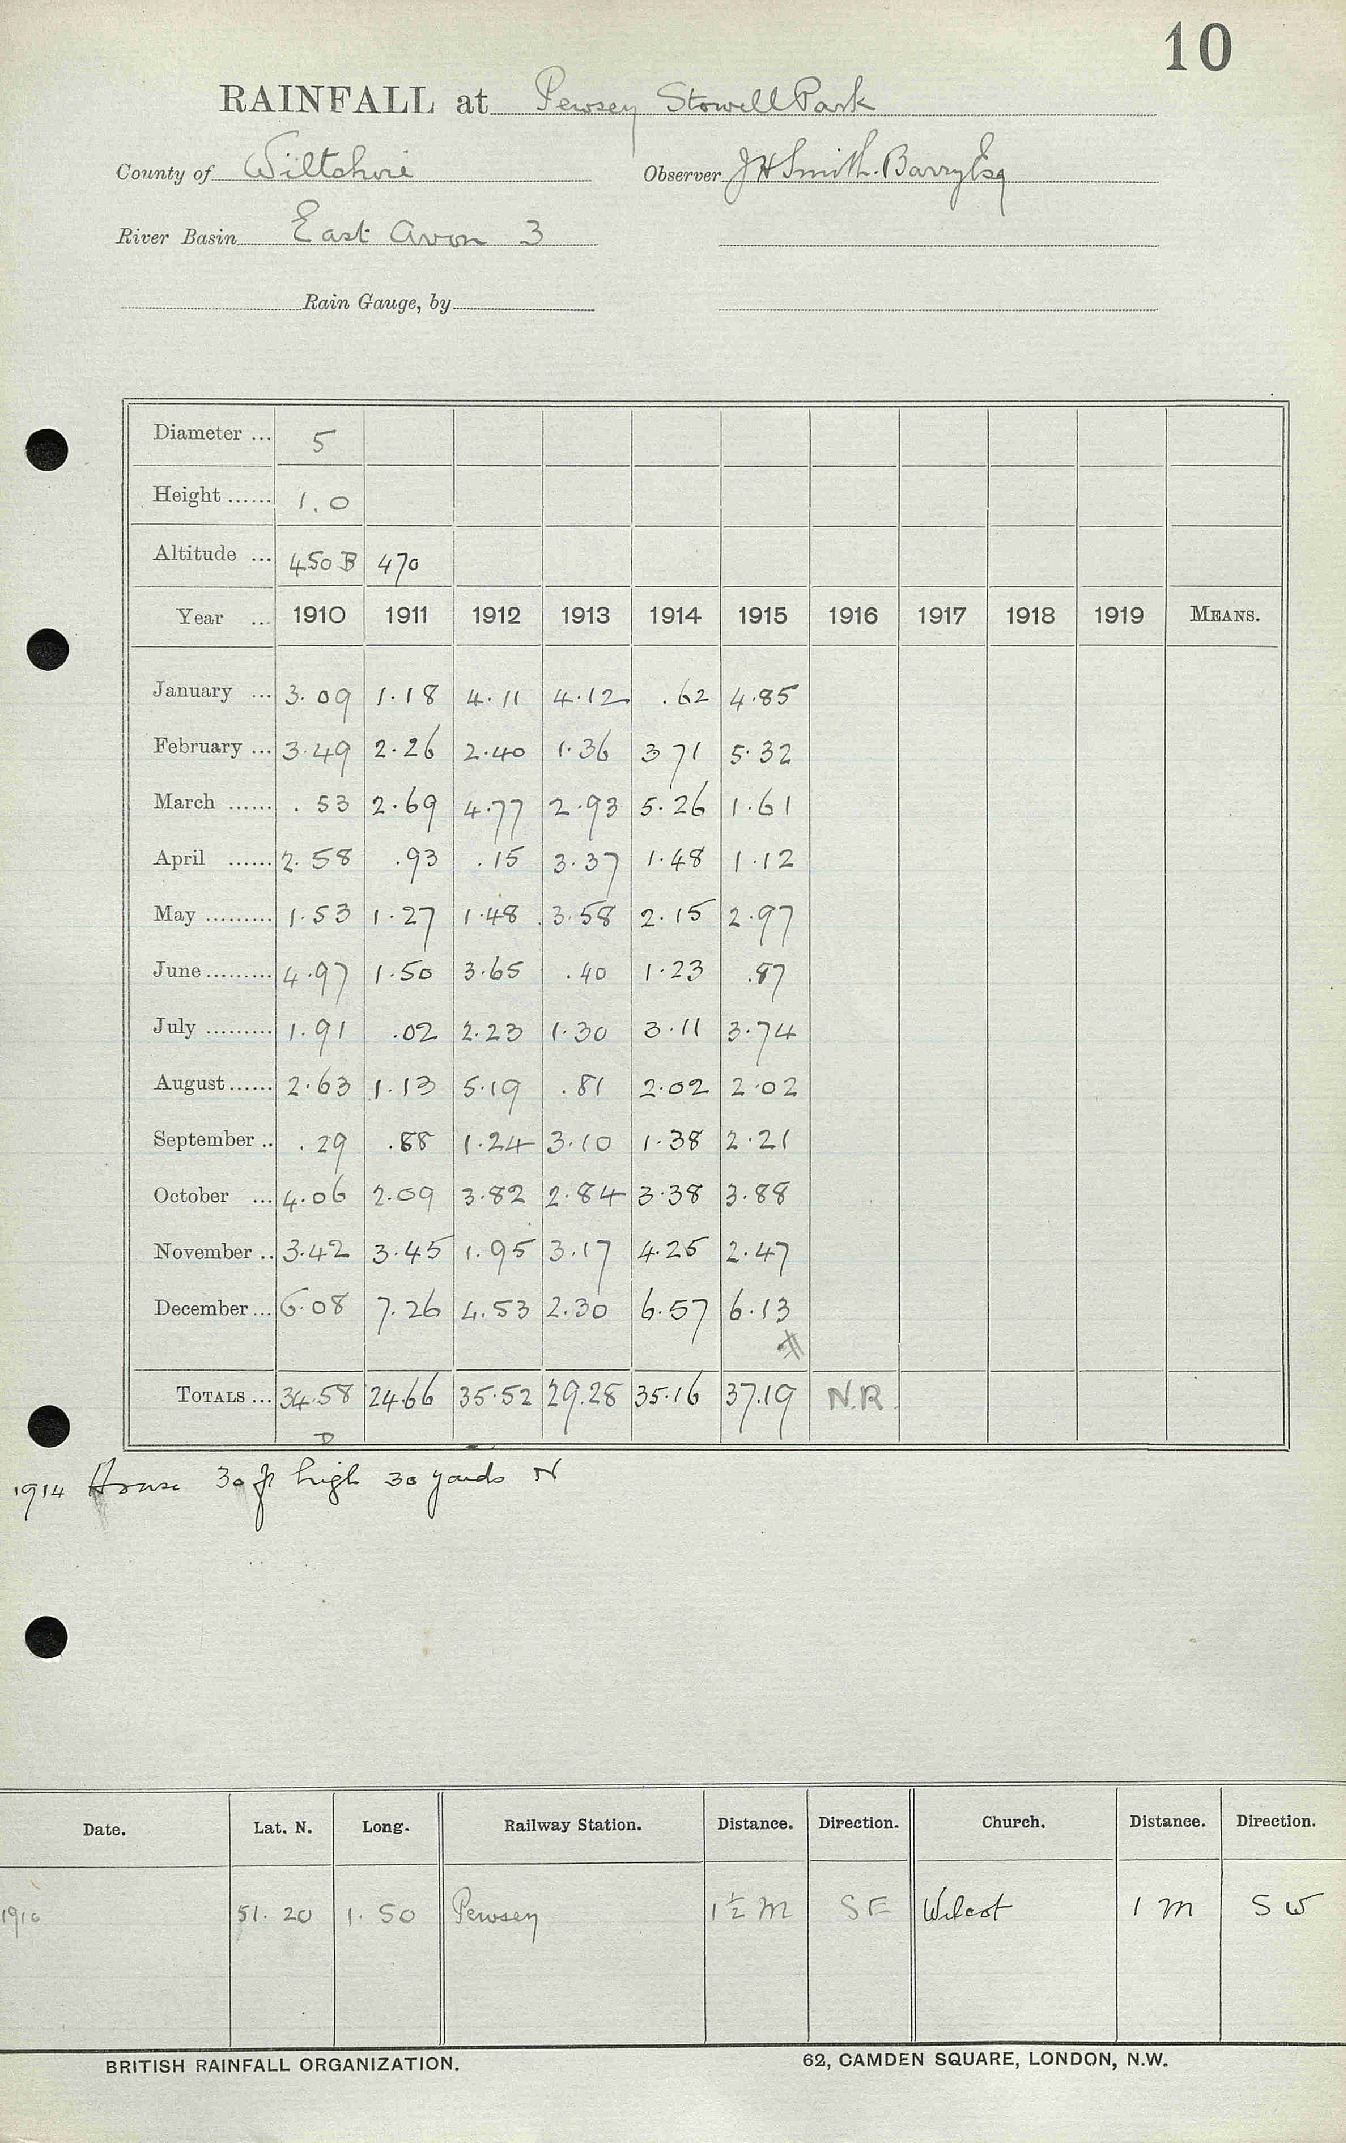 10
RAINFALL at Pewsey Stowell Park
County of Wiltshire Observer J H Smith-Barry Esq
River Basin East Avon 3
Rain Gauge, by
Diameter ... 5
Height ...... 1.0
Altitude ... 450 B 470
Year ... 1910 1911 1912 1913 1914 1915 1916 1917 1918 1919 MEANS.
January ... 3.09 1.18 4.11 4.12 .62 4.85
February ... 3.49 2.26 2.40 1.36 3 71 5.32
March ...... .53 2.69 4.77 2.93 5.26 1.61
April ...... 2.58 .93 .15 3.37 1.48 1.12
May ......... 1.53 1.27 1.48 3.58 2.15 2.97
June ......... 4.97 1.50 3.65 .40 1.23 .87
July ......... 1.91 .02 2.23 1.30 3.11 3.74
August ...... 2.63 1.13 5.19 .81 2.02 2.02
September .. .29 .88 1.24 3.10 1.38 2.21
October ... 4.06 2.09 3.82 2.84 3.38 3.88
November .. 3.42 3.45 1.95 3.17 4.25 2.47
December ... 6.08 7.26 4.53 2.30 6.57 6.13
#
TOTALS ... 34.58 24.66 35.52 29.28 35.16 37.19 N.R.
D
1914 House 30 ft high 30 yards N
Date. Lat. N. Long. Railway Station. Distance. Direction. Church. Distance. Direction.
1910 51. 20 1. 50 Pewsey 1½ M SE Wilcot 1 M SW
BRITISH RAINFALL ORGANIZATION. 62, CAMDEN SQUARE, LONDON, N.W.